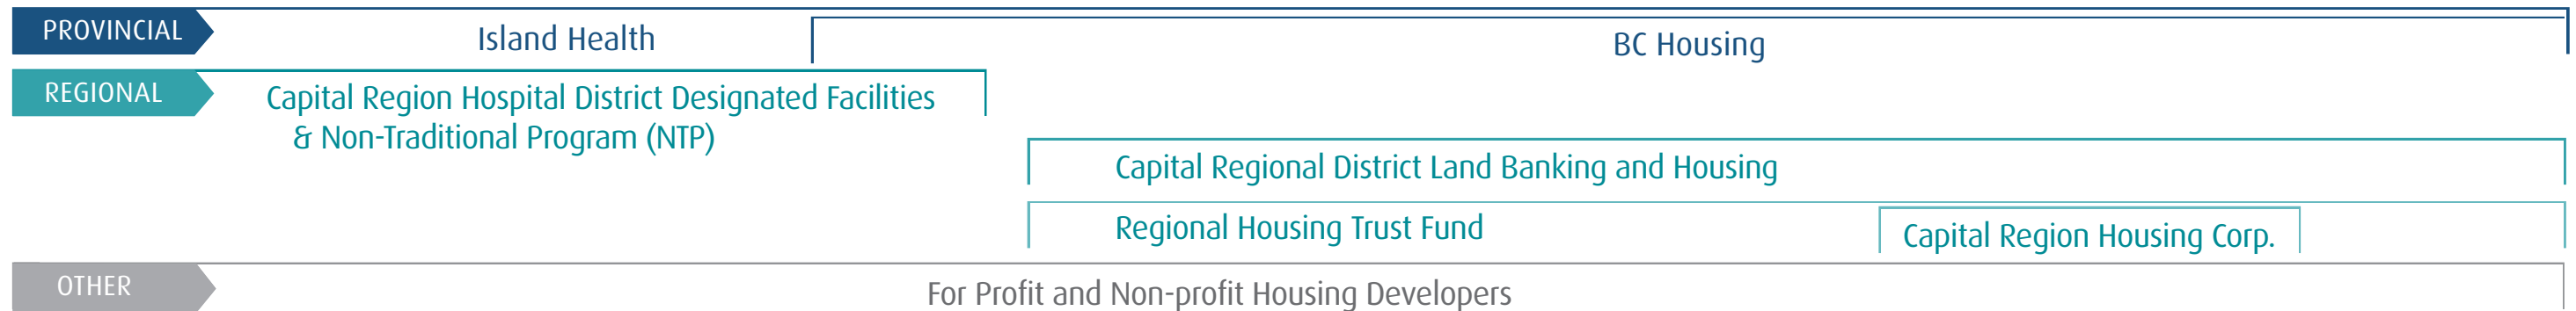 PROVINCIAL
Island Health
BC Housing
REGIONAL
Capital Region Hospital District Designated Facilities
& Non-Traditional Program (NTP)
Capital Regional District Land Banking and Housing
Regional Housing Trust Fund
Capital Region Housing Corp.
OTHER
For Profit and Non-profit Housing Developers